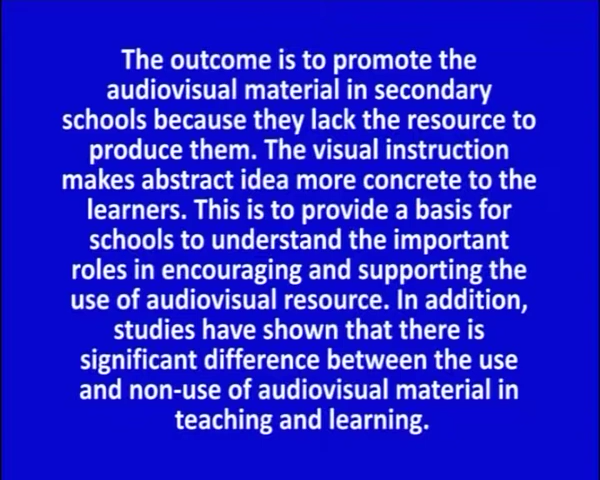 The outcome is to promote the
audiovisual material in secondary
schools because they lack the resource to
produce them. The visual instruction
makes abstract idea more concrete to the
learners. This is to provide a basis for
schools to understand the important
roles in encouraging and supporting the
use of audiovisual resource. In addition,
studies have shown that there is
significant difference between the use
and non-use of audiovisual material in
teaching and learning.